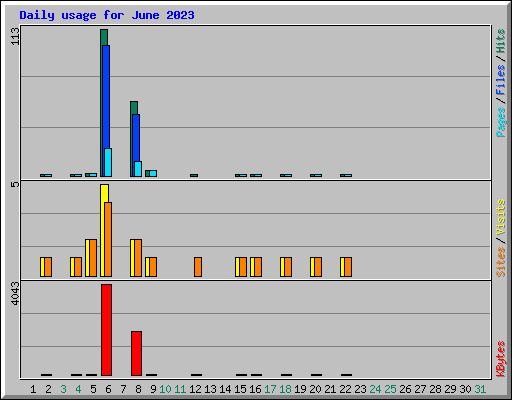 Daily usage for June 2023
113
5
4043
Pages/Files/Hits
Sites/Visits
KBytes
1 2 3 4 5 6 7 8 9 10 11 12 13 14 15 16 17 18 19 20 21 22 23 24 25 26 27 28 29 30 31